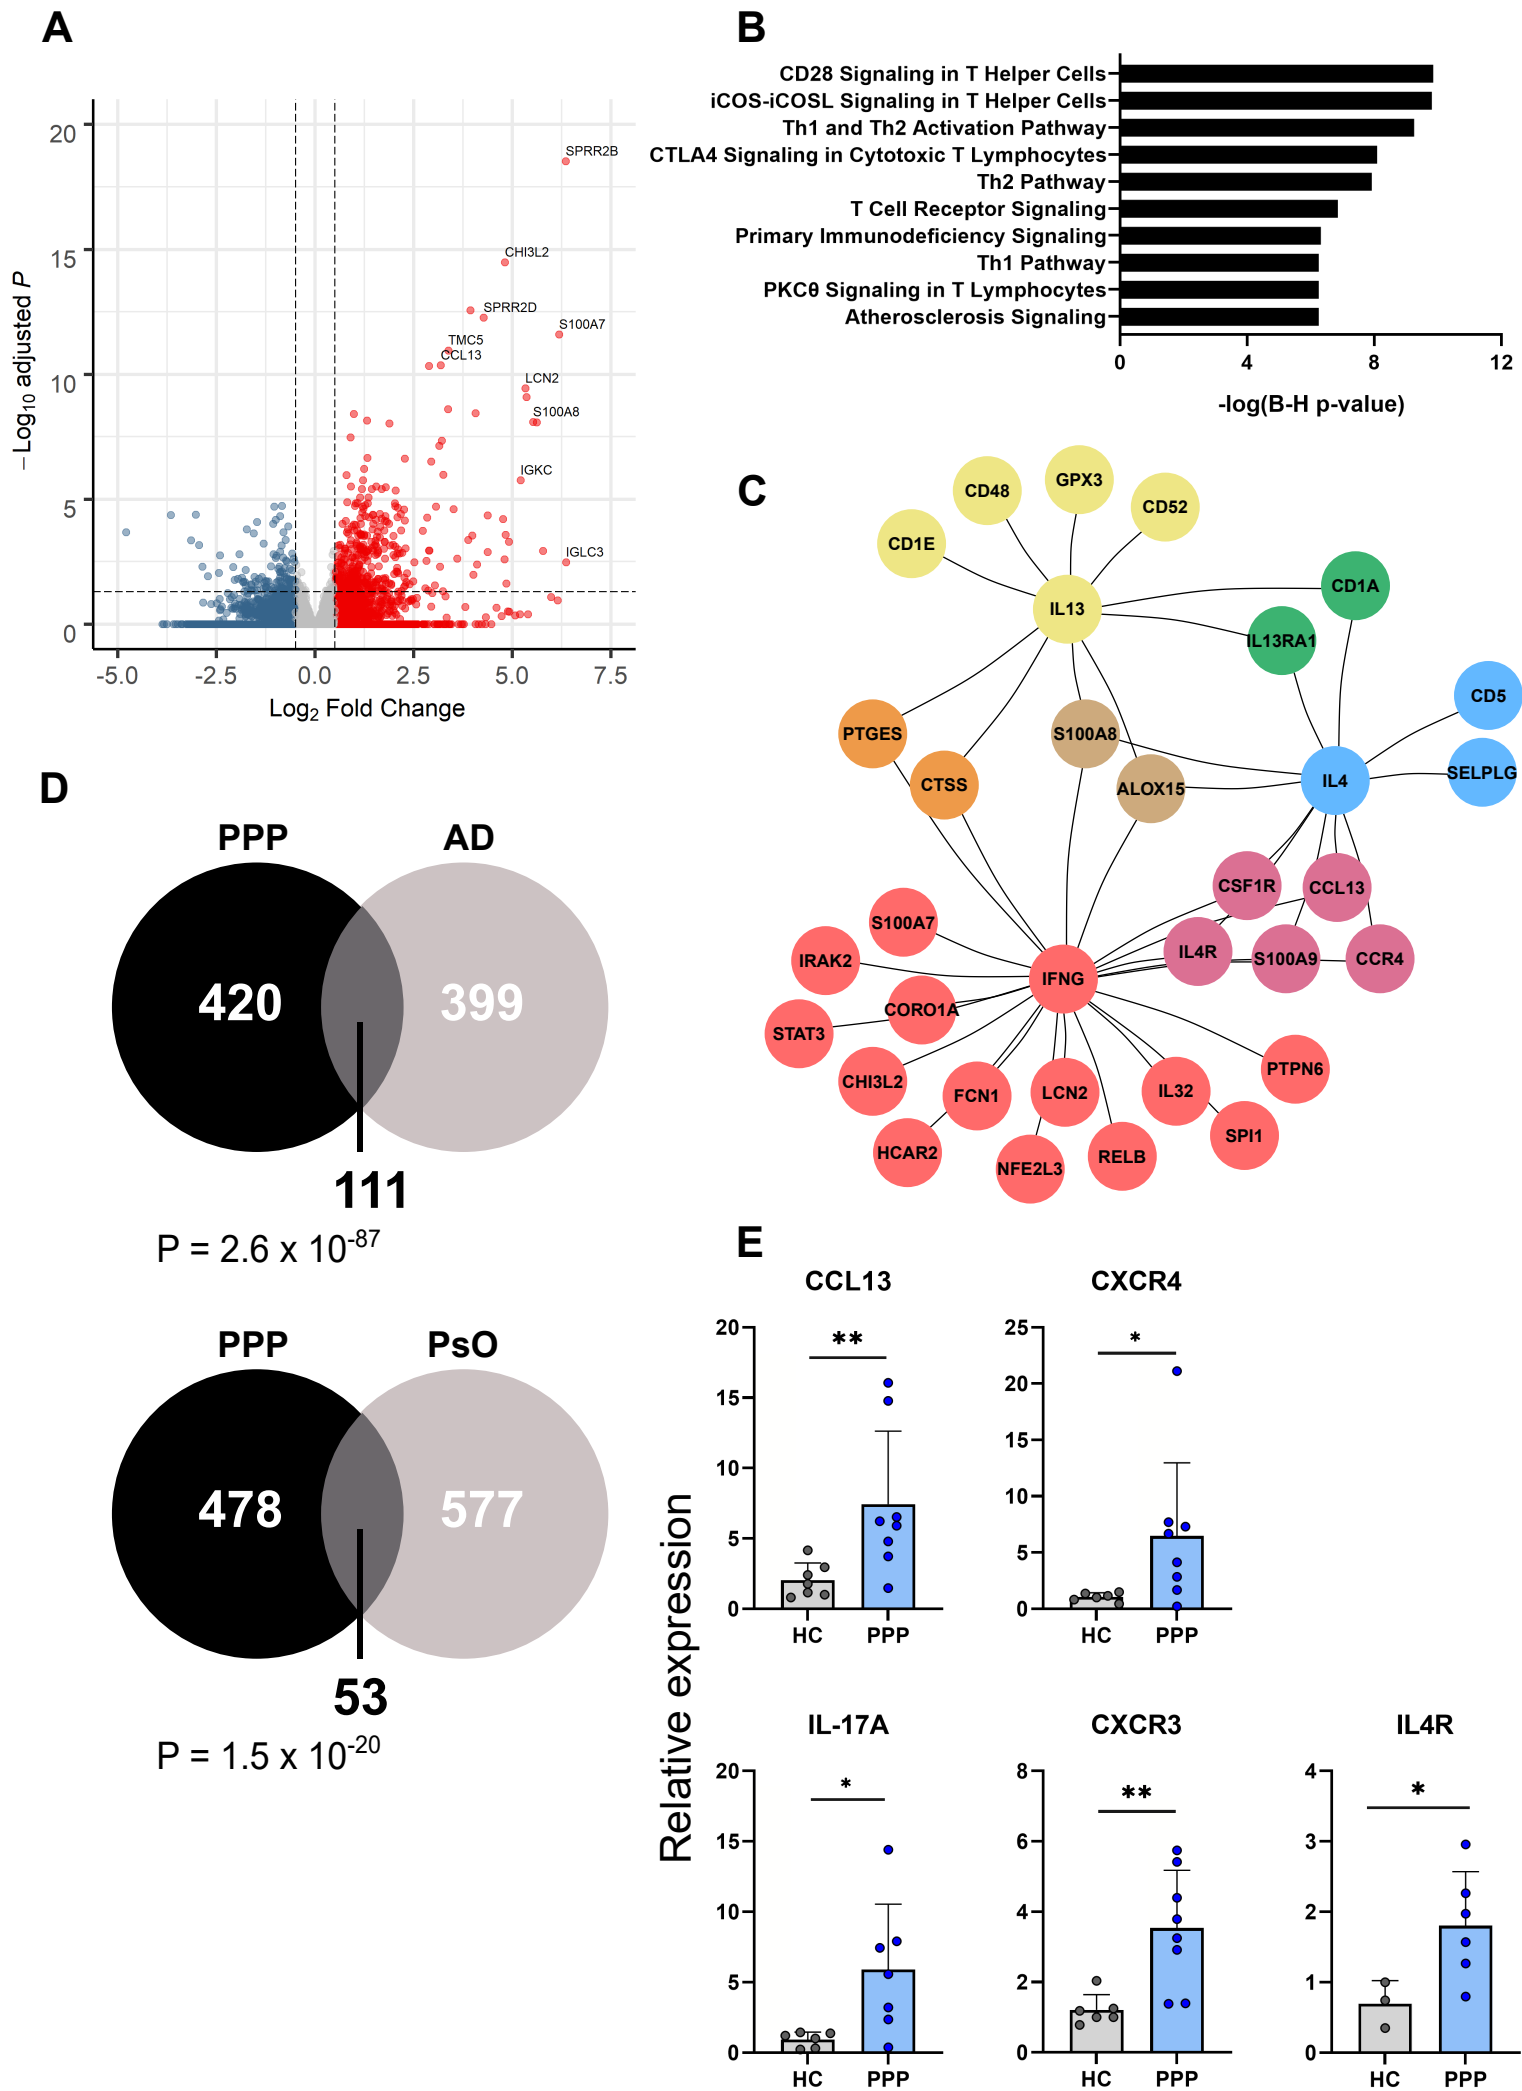 A
20
15
10
5
0
-5.0
-2.5
0.0
2.5
5.0
7.5
−Log10 adjusted P
Log2 Fold Change
SPRR2B
CHI3L2
SPRR2D
S100A7
TMC5
CCL13
LCN2
S100A8
IGKC
IGLC3
B
CD28 Signaling in T Helper Cells
iCOS-iCOSL Signaling in T Helper Cells
Th1 and Th2 Activation Pathway
CTLA4 Signaling in Cytotoxic T Lymphocytes
Th2 Pathway
T Cell Receptor Signaling
Primary Immunodeficiency Signaling
Th1 Pathway
PKCθ Signaling in T Lymphocytes
Atherosclerosis Signaling
0
4
8
12
-log(B-H p-value)
C
GPX3
CD48
CD52
CD1E
IL13
CD1A
IL13RA1
CD5
PTGES
S100A8
SELPLG
IL4
CTSS
ALOX15
CSF1R
CCL13
S100A7
IL4R
S100A9
CCR4
IRAK2
IFNG
CORO1A
STAT3
PTPN6
CHI3L2
FCN1
LCN2
IL32
SPI1
HCAR2
RELB
NFE2L3
D
PPP
AD
420
399
111
P = 2.6 x 10-87
PPP
PsO
478
577
53
P = 1.5 x 10-20
E
Relative expression
CCL13
20
15
10
5
0
**
HC
PPP
CXCR4
25
20
15
10
5
0
*
HC
PPP
IL-17A
20
15
10
5
0
*
HC
PPP
CXCR3
8
6
4
2
0
**
HC
PPP
IL4R
4
3
2
1
0
*
HC
PPP